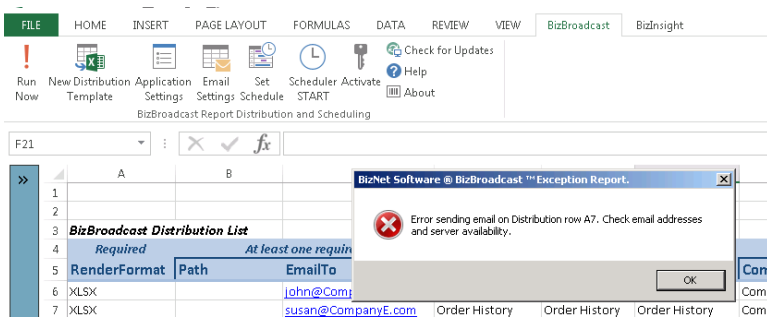 FILE HOME INSERT PAGE LAYOUT FORMULAS DATA REVIEW VIEW BizBroadcast BizInsight
Run Now
New Distribution Template
Application Settings
Email Settings
Set Schedule
Scheduler START
Activate
Check for Updates
Help
About
BizBroadcast Report Distribution and Scheduling
F21 fx
A B
1
2
3 BizBroadcast Distribution List
4 Required At least one requir
5 RenderFormat Path EmailTo Com
6 XLSX john@Comp Com
7 XLSX susan@CompanyE.com Order History Order History Order History Com
BizNet Software ® BizBroadcast ™ Exception Report.
Error sending email on Distribution row A7. Check email addresses
and server availability.
OK